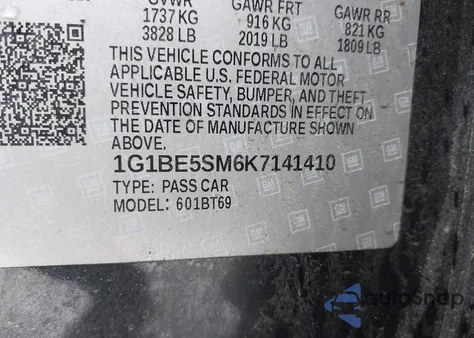 GVWR GAWR FRT GAWR RR
1737 KG 916 KG 821 KG
3828 LB 2019 LB 1809 LB
THIS VEHICLE CONFORMS TO ALL
APPLICABLE U.S. FEDERAL MOTOR
VEHICLE SAFETY, BUMPER, AND THEFT
PREVENTION STANDARDS IN EFFECT ON
THE DATE OF MANUFACTURE SHOWN
ABOVE.
1G1BE5SM6K7141410
TYPE: PASS CAR
MODEL: 601BT69
AutoSnap